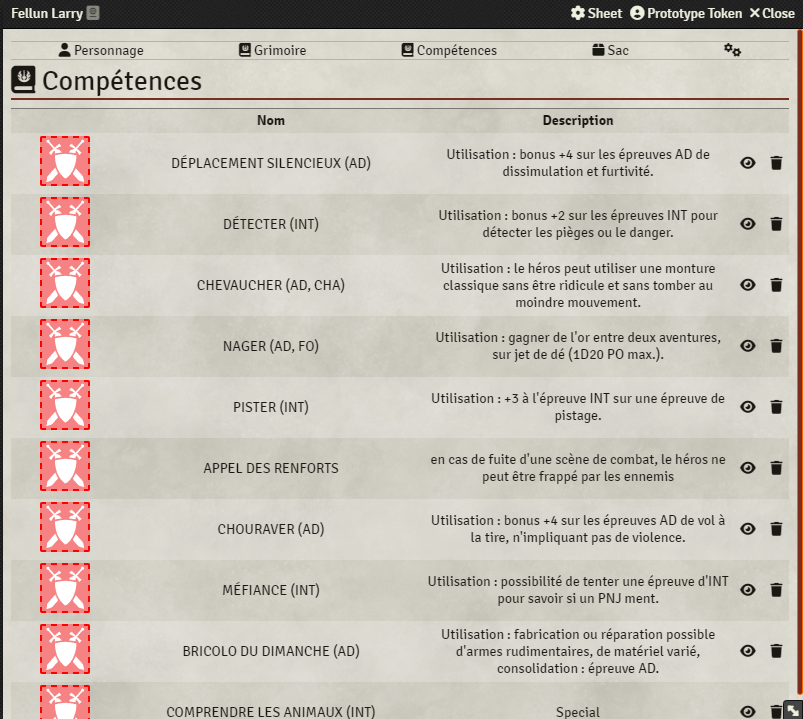 Fellun Larry
Sheet
Prototype Token
Close
Personnage
Grimoire
Compétences
Sac
Compétences
Nom
Description
DÉPLACEMENT SILENCIEUX (AD)
Utilisation : bonus +4 sur les épreuves AD de
dissimulation et furtivité.
DÉTECTER (INT)
Utilisation : bonus +2 sur les épreuves INT pour
détecter les pièges ou le danger.
CHEVAUCHER (AD, CHA)
Utilisation : le héros peut utiliser une monture
classique sans être ridicule et sans tomber au
moindre mouvement.
NAGER (AD, FO)
Utilisation : gagner de l'or entre deux aventures,
sur jet de dé (1D20 PO max.).
PISTER (INT)
Utilisation : +3 à l'épreuve INT sur une épreuve de
pistage.
APPEL DES RENFORTS
en cas de fuite d'une scène de combat, le héros ne
peut être frappé par les ennemis
CHOURAVER (AD)
Utilisation : bonus +4 sur les épreuves AD de vol à
la tire, n'impliquant pas de violence.
MÉFIANCE (INT)
Utilisation : possibilité de tenter une épreuve d'INT
pour savoir si un PNJ ment.
BRICOLO DU DIMANCHE (AD)
Utilisation : fabrication ou réparation possible
d'armes rudimentaires, de matériel varié,
consolidation : épreuve AD.
COMPRENDRE LES ANIMAUX (INT)
Special